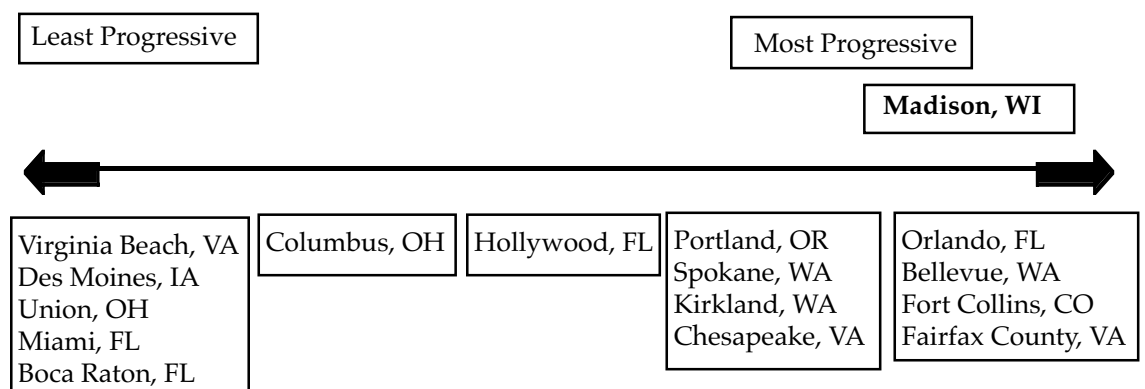 Least Progressive
Most Progressive
Madison, WI
Virginia Beach, VA
Des Moines, IA
Union, OH
Miami, FL
Boca Raton, FL
Columbus, OH
Hollywood, FL
Portland, OR
Spokane, WA
Kirkland, WA
Chesapeake, VA
Orlando, FL
Bellevue, WA
Fort Collins, CO
Fairfax County, VA